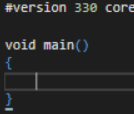 #version 330 core
void main()
{
}